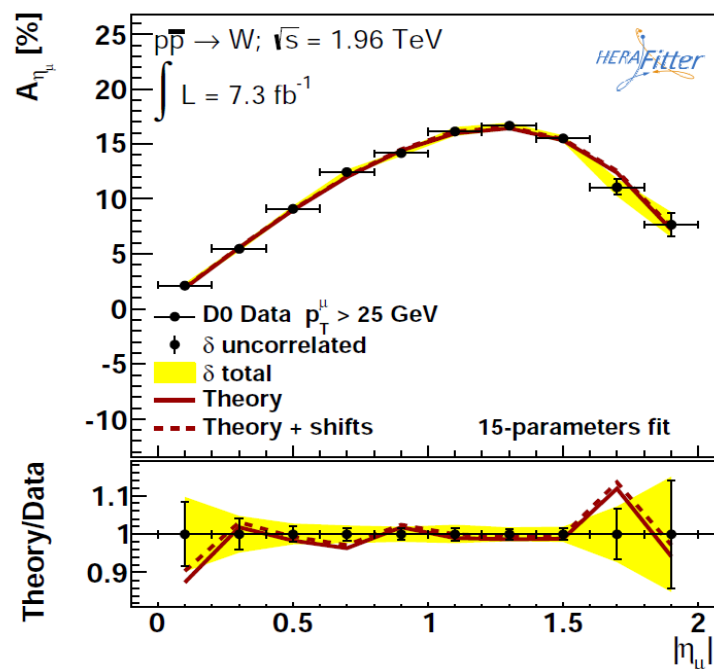 A_ημ [%]
pp̅ → W; √s = 1.96 TeV
∫ L = 7.3 fb⁻¹
HERAFitter
25
20
15
10
5
0
-5
-10
D0 Data p_T^μ > 25 GeV
δ uncorrelated
δ total
Theory
Theory + shifts
15-parameters fit
Theory/Data
1.1
1
0.9
0 0.5 1 1.5 2
|η_μ|